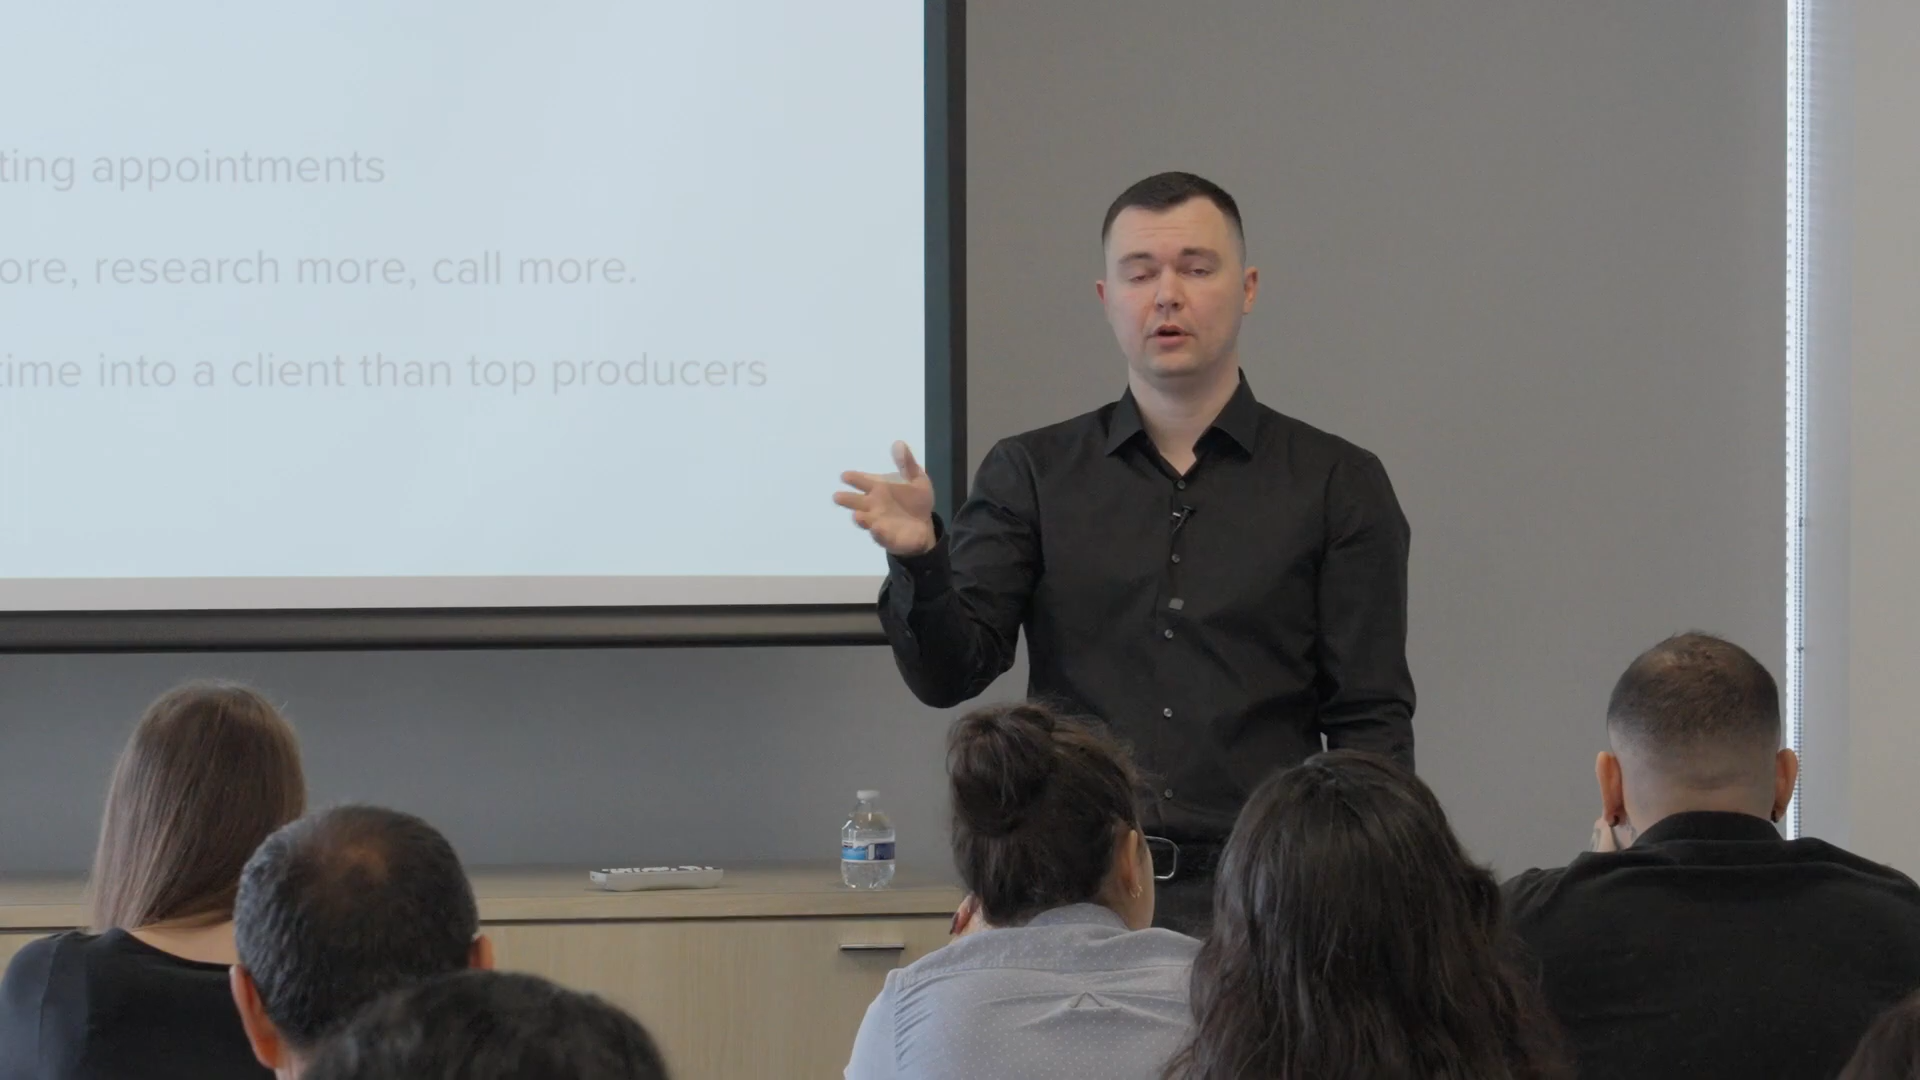 ting appointments
ore, research more, call more.
time into a client than top producers